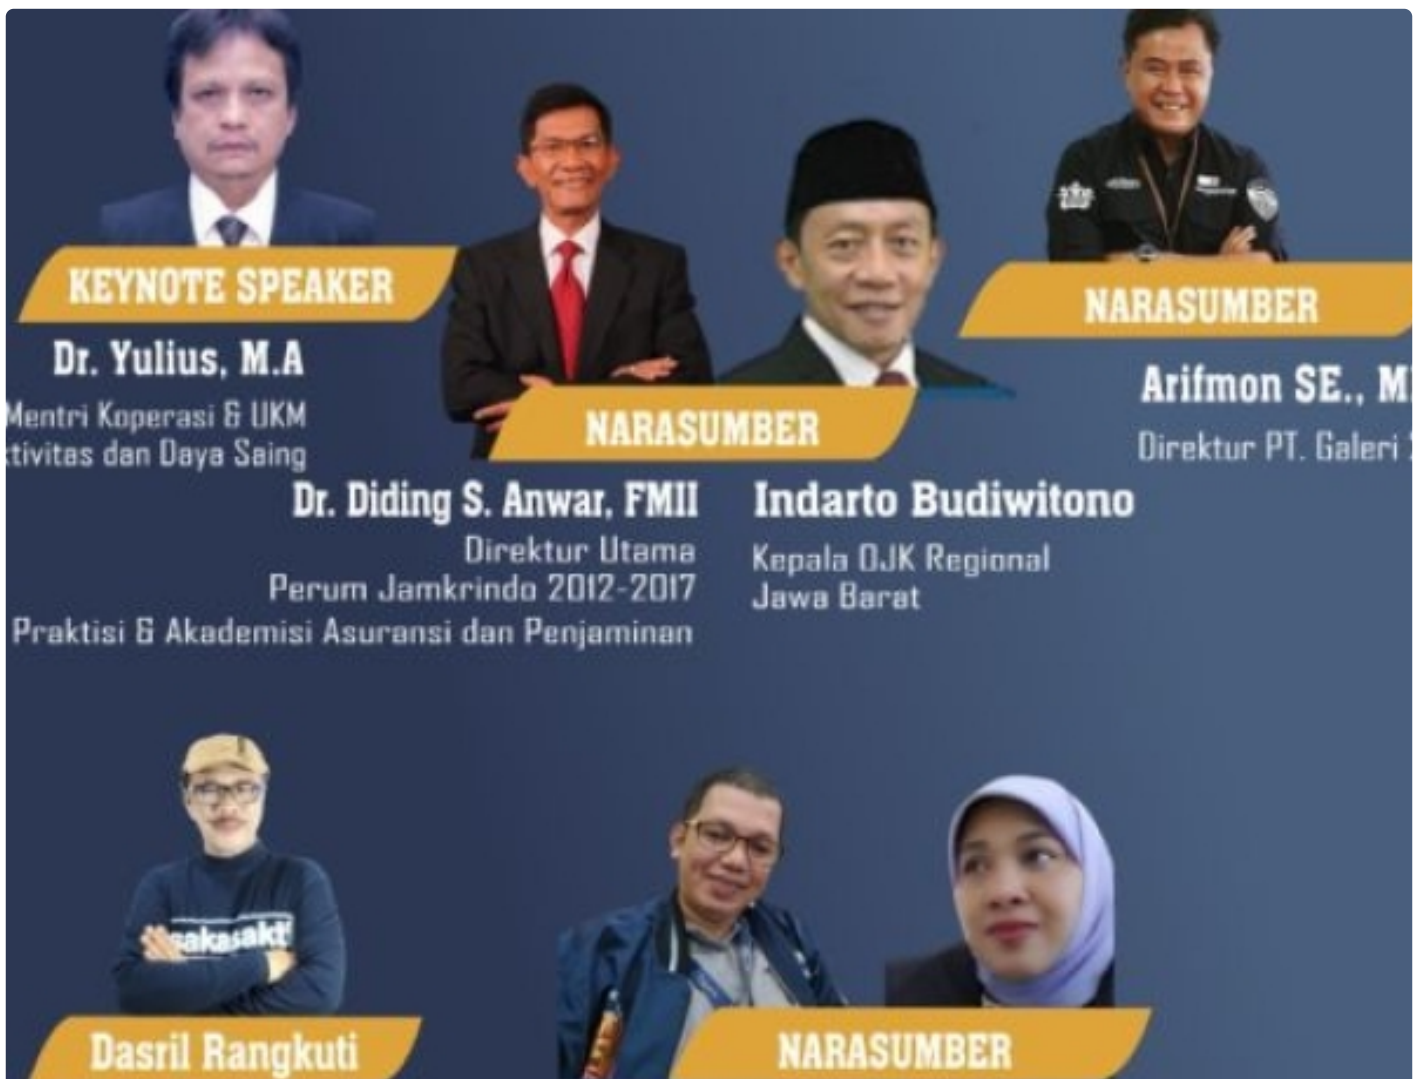 KEYNOTE SPEAKER
Dr. Yulius, M.A
Mentri Koperasi & UKM
ktivitas dan Daya Saing
NARASUMBER
Dr. Diding S. Anwar, FMII
Direktur Utama
Perum Jamkrindo 2012-2017
Praktisi & Akademisi Asuransi dan Penjaminan
Indarto Budiwitono
Kepala OJK Regional
Jawa Barat
NARASUMBER
Arifmon SE.,
Direktur PT. Galeri
sakasakti
Dasril Rangkuti
NARASUMBER